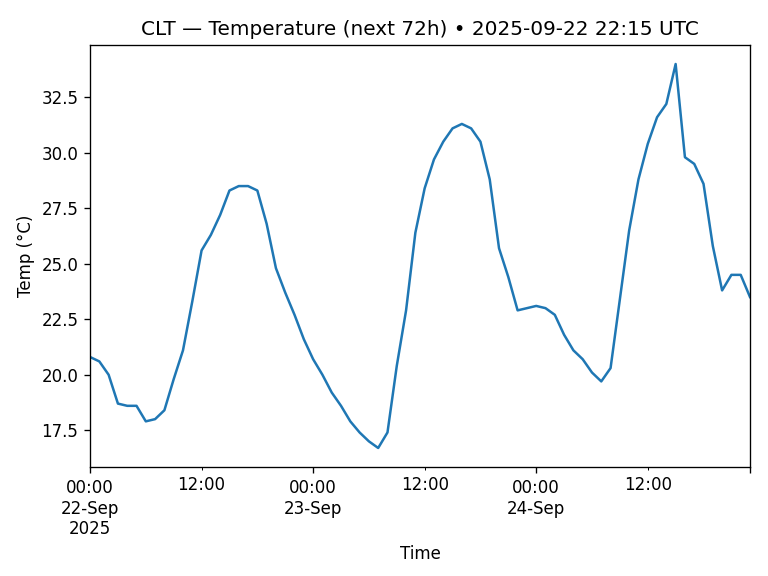 CLT — Temperature (next 72h) • 2025-09-22 22:15 UTC
32.5
30.0
27.5
25.0
22.5
20.0
17.5
Temp (°C)
00:00 12:00 00:00 12:00 00:00 12:00
22-Sep 23-Sep 24-Sep
2025
Time